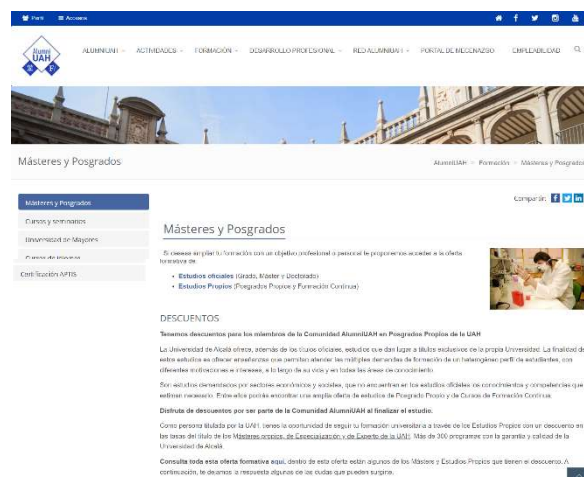 Perfil Accesos
Alumni
UAH
ALUMNIUAH ACTIVIDADES FORMACIÓN DESARROLLO PROFESIONAL RED ALUMNIUAH PORTAL DE MECENAZGO EMPLEABILIDAD
Másteres y Posgrados
AlumniUAH Formación Másteres y Posgrados
Compartir:
Másteres y Posgrados
Cursos y seminarios
Universidad de Mayores
Cursos de idiomas
Certificación APTIS
Másteres y Posgrados
Si deseas ampliar tu formación con un objetivo profesional o personal te proponemos acceder a la oferta
formativa de:
Estudios oficiales (Grado, Máster y Doctorado)
Estudios Propios (Posgrados Propios y Formación Continua)
DESCUENTOS
Tenemos descuentos para los miembros de la Comunidad AlumniUAH en Posgrados Propios de la UAH
La Universidad de Alcalá ofrece, además de los títulos oficiales, estudios que dan lugar a títulos exclusivos de la propia Universidad. La finalidad de
estos estudios es ofrecer enseñanzas que permitan atender las múltiples demandas de formación de un heterogéneo perfil de estudiantes, con
diferentes motivaciones e intereses, a lo largo de su vida y en todas las áreas de conocimiento.
Son estudios demandados por sectores económicos y sociales, que no encuentran en los estudios oficiales los conocimientos y competencias que
estiman necesario. Entre ellos podrás encontrar una amplia oferta de estudios de Posgrado Propio y de Cursos de Formación Continua.
Disfruta de descuentos por ser parte de la Comunidad AlumniUAH al finalizar el estudio.
Como persona titulada por la UAH, tienes la oportunidad de seguir tu formación universitaria a través de los Estudios Propios con un descuento en
las tasas del título de los Másteres propios, de Especialización y de Experto de la UAH. Más de 300 programas con la garantía y calidad de la
Universidad de Alcalá.
Consulta toda esta oferta formativa aquí, dentro de esta oferta están algunos de los Máster y Estudios Propios que tienen el descuento. A
continuación, te dejamos la respuesta algunas de las dudas que pueden surgirte.